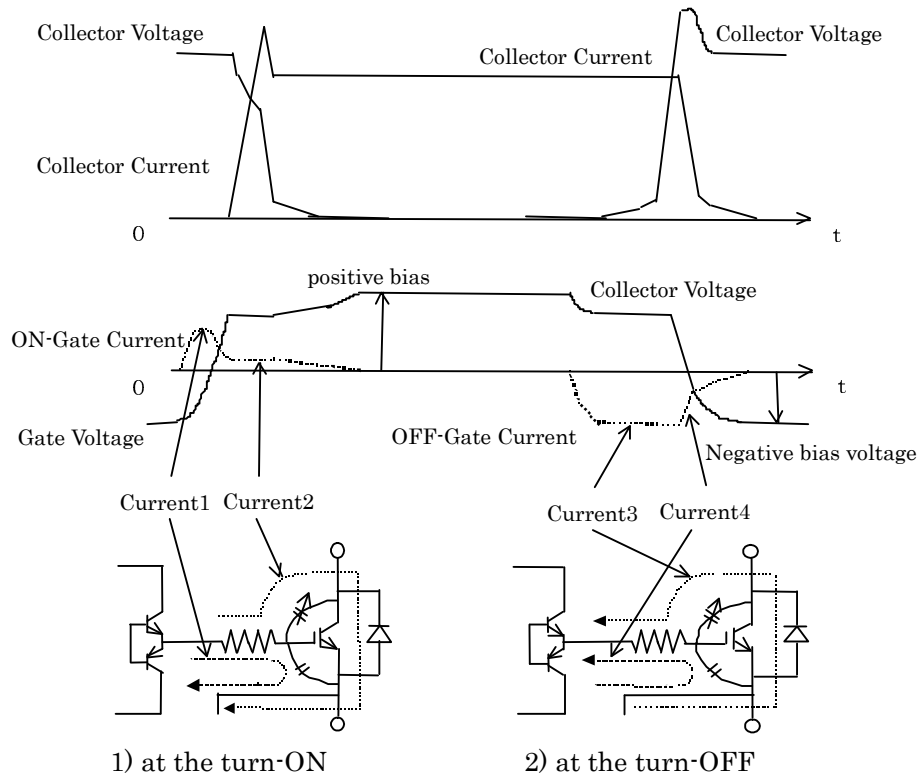 Collector Voltage
Collector Voltage
Collector Current
Collector Current
0
t
positive bias
Collector Voltage
ON-Gate Current
0
t
Gate Voltage
OFF-Gate Current
Negative bias voltage
Current1
Current2
Current3
Current4
1) at the turn-ON
2) at the turn-OFF